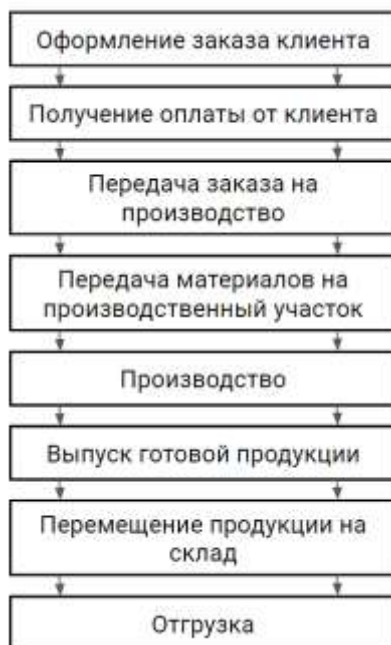 Оформление заказа клиента
Получение оплаты от клиента
Передача заказа на
производство
Передача материалов на
производственный участок
Производство
Выпуск готовой продукции
Перемещение продукции на
склад
Отгрузка